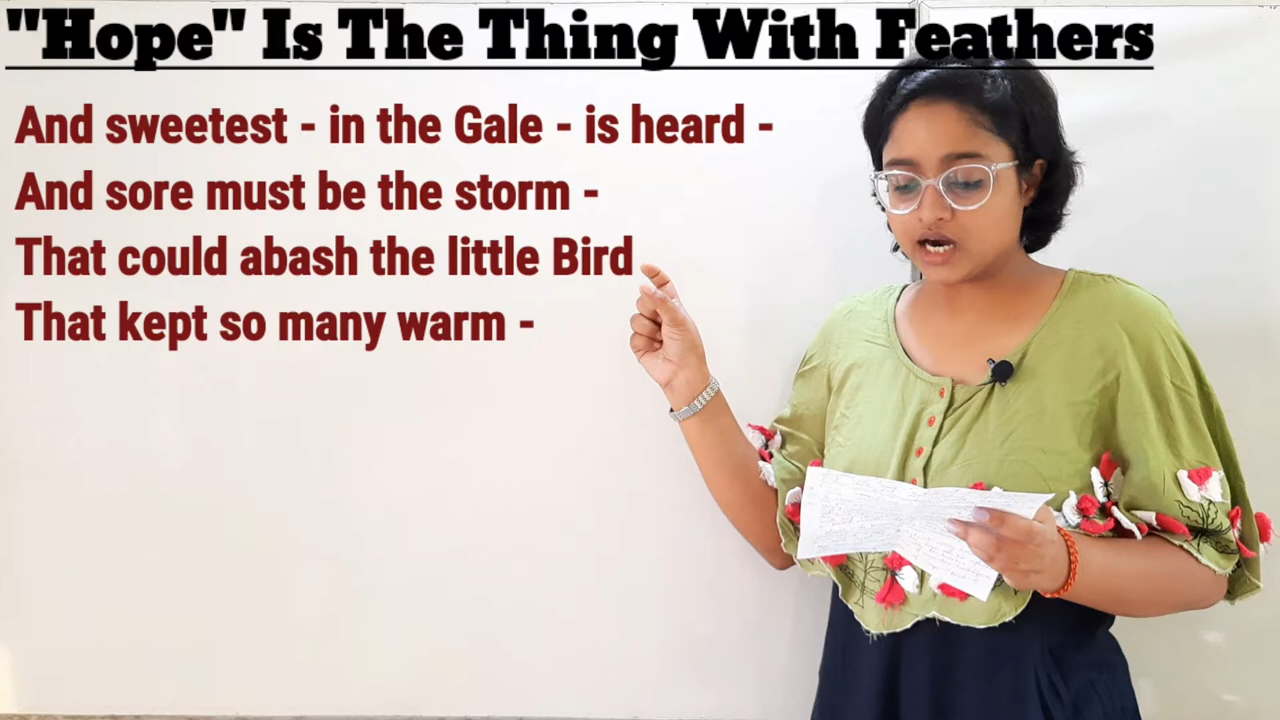 "Hope" Is The Thing With Feathers
And sweetest - in the Gale - is heard -
And sore must be the storm -
That could abash the little Bird
That kept so many warm -